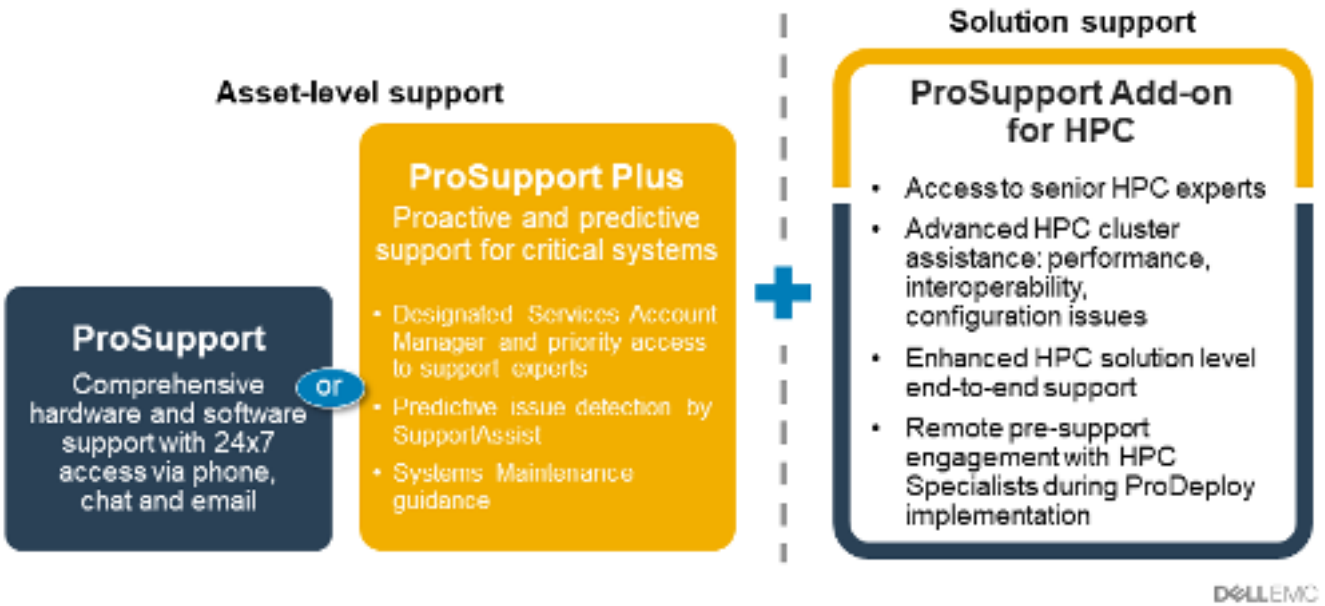 Asset-level support
ProSupport
Comprehensive
hardware and software
support with 24x7
access via phone,
chat and email
or
ProSupport Plus
Proactive and predictive
support for critical systems
• Designated Services Account
Manager and priority access
to support experts
• Predictive issue detection by
SupportAssist
• Systems Maintenance
guidance
Solution support
ProSupport Add-on
for HPC
• Access to senior HPC experts
• Advanced HPC cluster
assistance: performance,
interoperability,
configuration issues
• Enhanced HPC solution level
end-to-end support
• Remote pre-support
engagement with HPC
Specialists during ProDeploy
implementation
DELLEMC